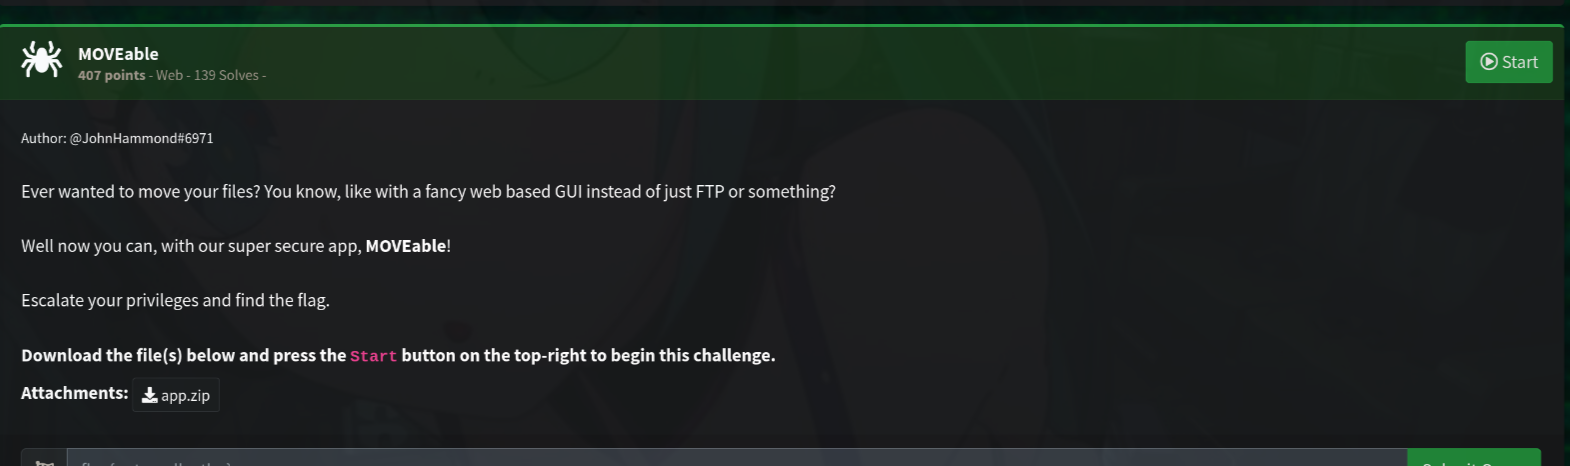 MOVEable
407 points - Web - 139 Solves -
Start
Author: @JohnHammond#6971
Ever wanted to move your files? You know, like with a fancy web based GUI instead of just FTP or something?
Well now you can, with our super secure app, MOVEable!
Escalate your privileges and find the flag.
Download the file(s) below and press the Start button on the top-right to begin this challenge.
Attachments: app.zip